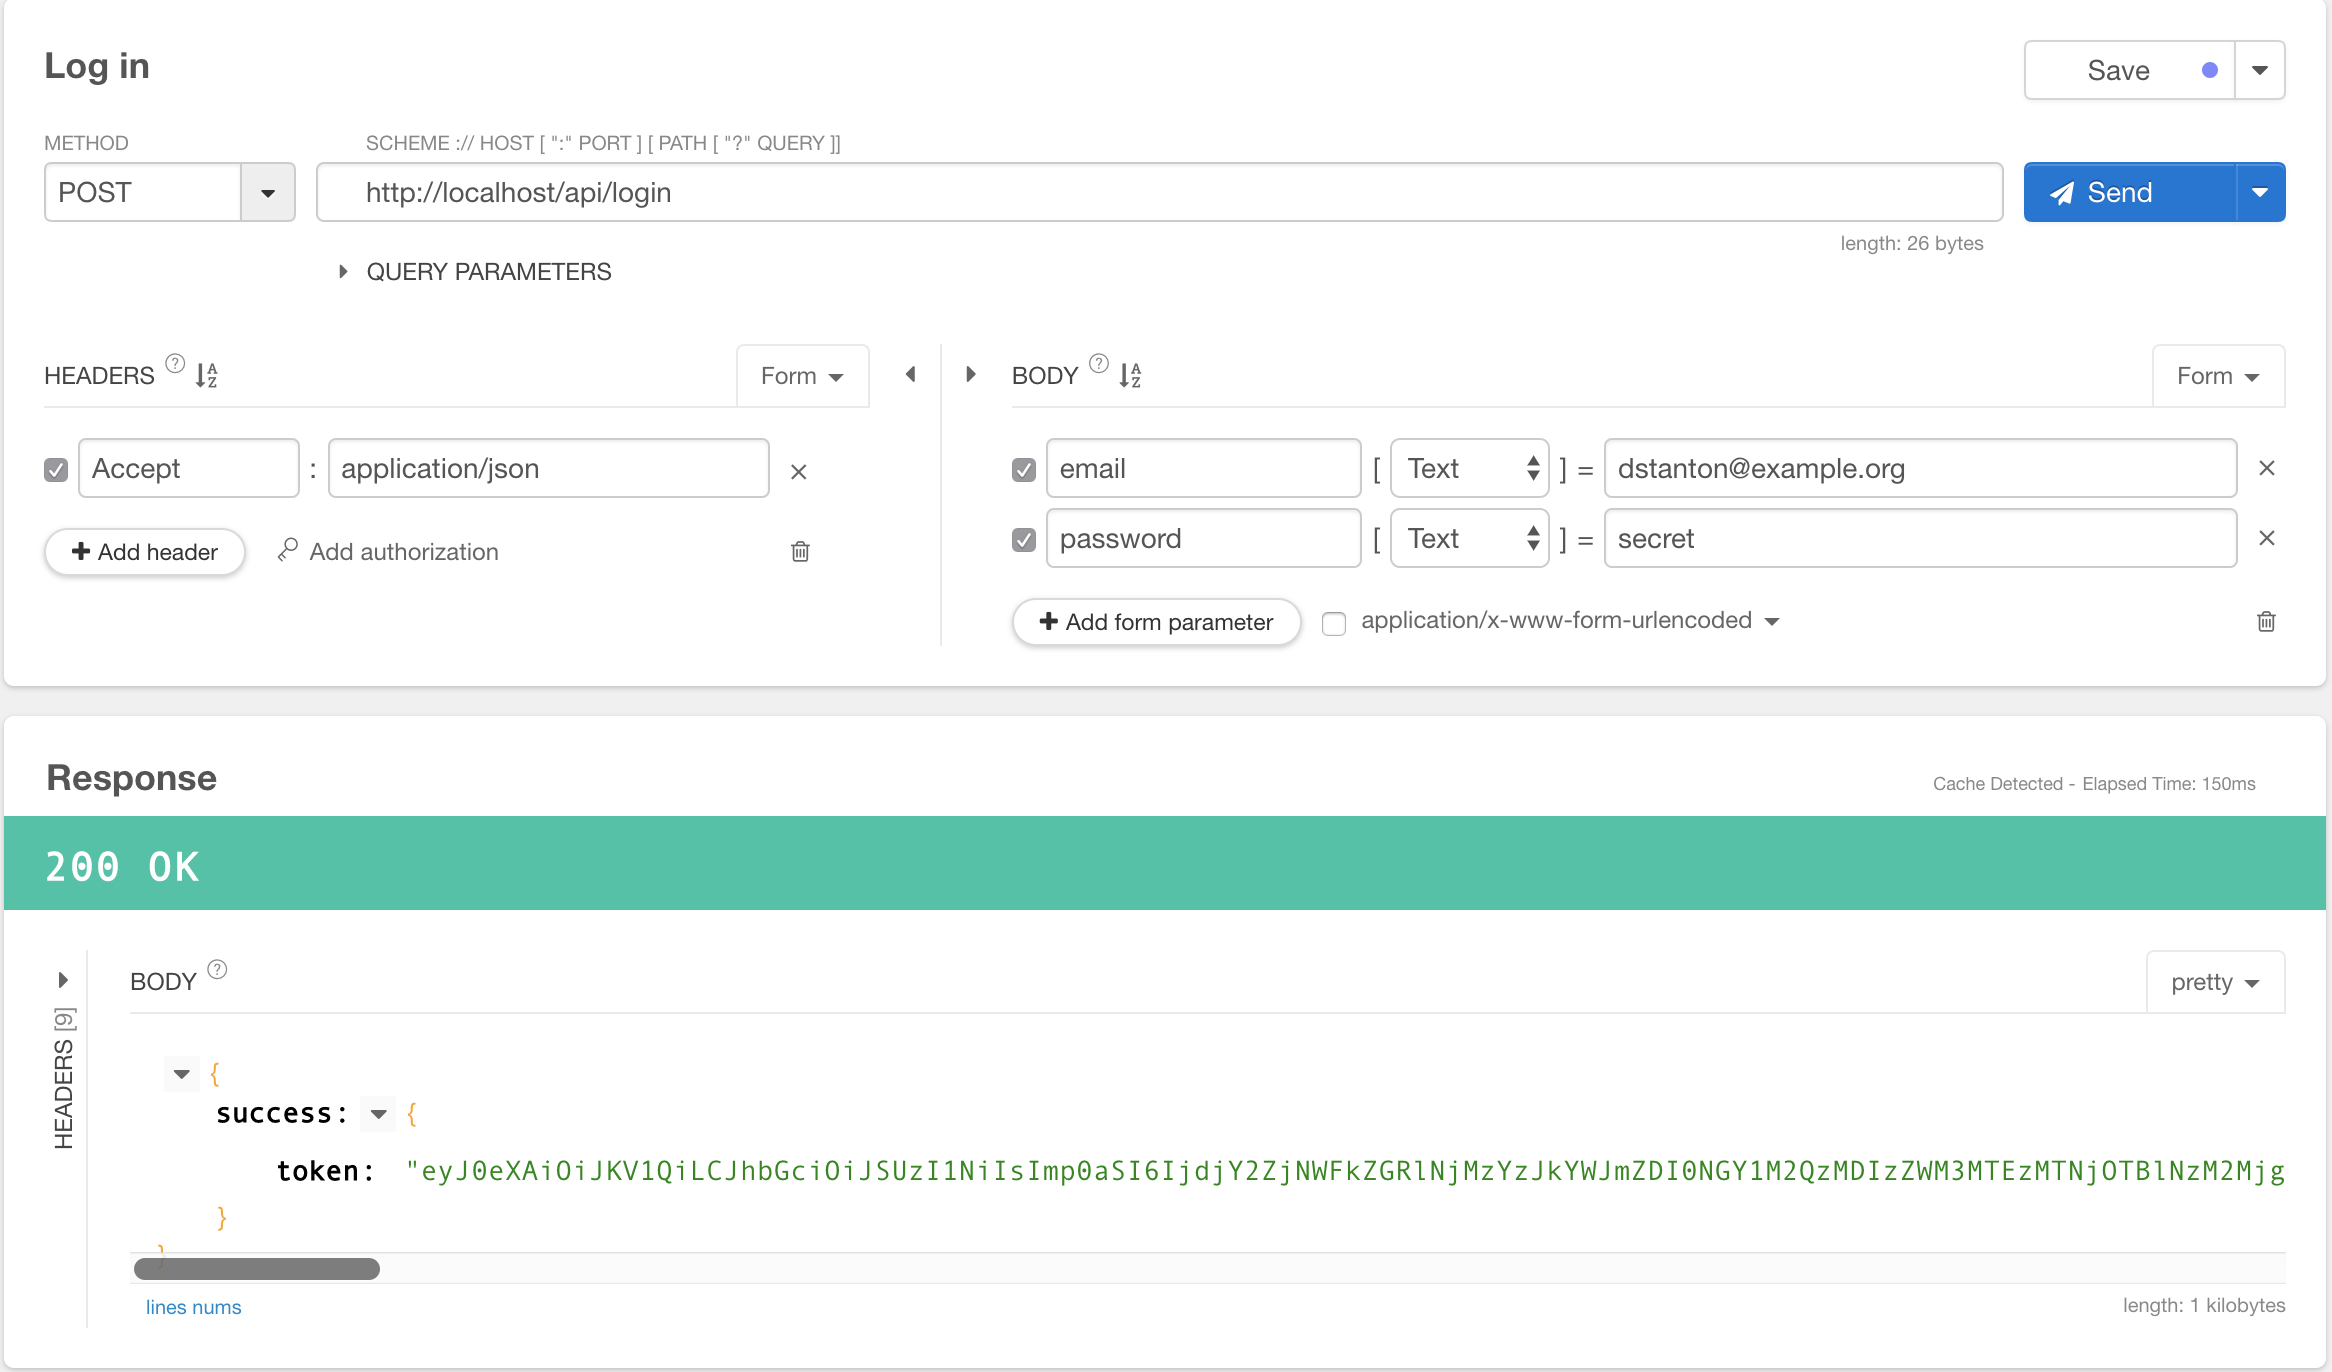 Log in
Save
METHOD
SCHEME :// HOST [ ":" PORT ] [ PATH [ "?" QUERY ]]
POST
http://localhost/api/login
Send
length: 26 bytes
QUERY PARAMETERS
HEADERS ? A Z
Form
BODY ? A Z
Form
Accept : application/json ×
email [ Text ] = dstanton@example.org ×
password [ Text ] = secret ×
+ Add header
Add authorization
+ Add form parameter
application/x-www-form-urlencoded
Response
Cache Detected - Elapsed Time: 150ms
200 OK
HEADERS [9]
BODY ?
pretty
{
success: {
token: "eyJ0eXAiOiJKV1QiLCJhbGciOiJSUzI1NiIsImp0aSI6IjdjY2ZjNWFkZGRlNjMzYzJkYWJmZDI0NGY1M2QzMDIzZWM3MTEzMTNjOTBlNzM2Mjg
}
}
lines nums
length: 1 kilobytes